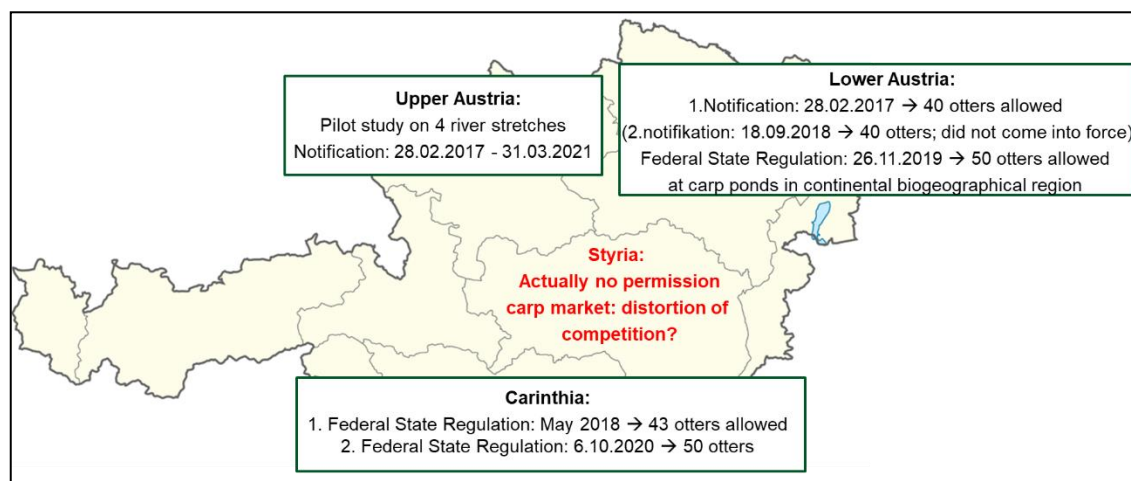 Upper Austria:
Pilot study on 4 river stretches
Notification: 28.02.2017 - 31.03.2021
Lower Austria:
1.Notification: 28.02.2017 → 40 otters allowed
(2.notifikation: 18.09.2018 → 40 otters; did not come into force)
Federal State Regulation: 26.11.2019 → 50 otters allowed
at carp ponds in continental biogeographical region
Styria:
Actually no permission
carp market: distortion of
competition?
Carinthia:
1. Federal State Regulation: May 2018 → 43 otters allowed
2. Federal State Regulation: 6.10.2020 → 50 otters